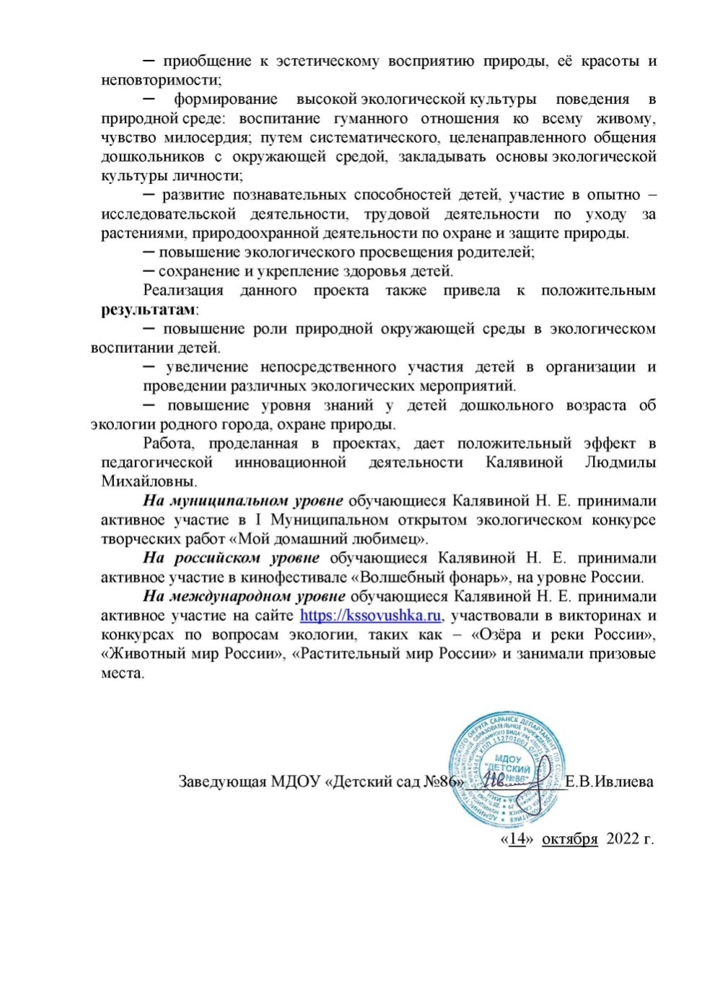 ─ приобщение к эстетическому восприятию природы, её красоты и
неповторимости;
─ формирование высокой экологической культуры поведения в
природной среде: воспитание гуманного отношения ко всему живому,
чувство милосердия; путем систематического, целенаправленного общения
дошкольников с окружающей средой, закладывать основы экологической
культуры личности;
─ развитие познавательных способностей детей, участие в опытно –
исследовательской деятельности, трудовой деятельности по уходу за
растениями, природоохранной деятельности по охране и защите природы.
─ повышение экологического просвещения родителей;
─ сохранение и укрепление здоровья детей.
Реализация данного проекта также привела к положительным
результатам:
─ повышение роли природной окружающей среды в экологическом
воспитании детей.
─ увеличение непосредственного участия детей в организации и
проведении различных экологических мероприятий.
─ повышение уровня знаний у детей дошкольного возраста об
экологии родного города, охране природы.
Работа, проделанная в проектах, дает положительный эффект в
педагогической инновационной деятельности Калявиной Людмилы
Михайловны.
На муниципальном уровне обучающиеся Калявиной Н. Е. принимали
активное участие в I Муниципальном открытом экологическом конкурсе
творческих работ «Мой домашний любимец».
На российском уровне обучающиеся Калявиной Н. Е. принимали
активное участие в кинофестивале «Волшебный фонарь», на уровне России.
На международном уровне обучающиеся Калявиной Н. Е. принимали
активное участие на сайте https://kssovushka.ru, участвовали в викторинах и
конкурсах по вопросам экологии, таких как – «Озёра и реки России»,
«Животный мир России», «Растительный мир России» и занимали призовые
места.
МДОУ
"ДЕТСКИЙ
№86"
Заведующая МДОУ «Детский сад №86» Е.В.Ивлиева
«14» октября 2022 г.